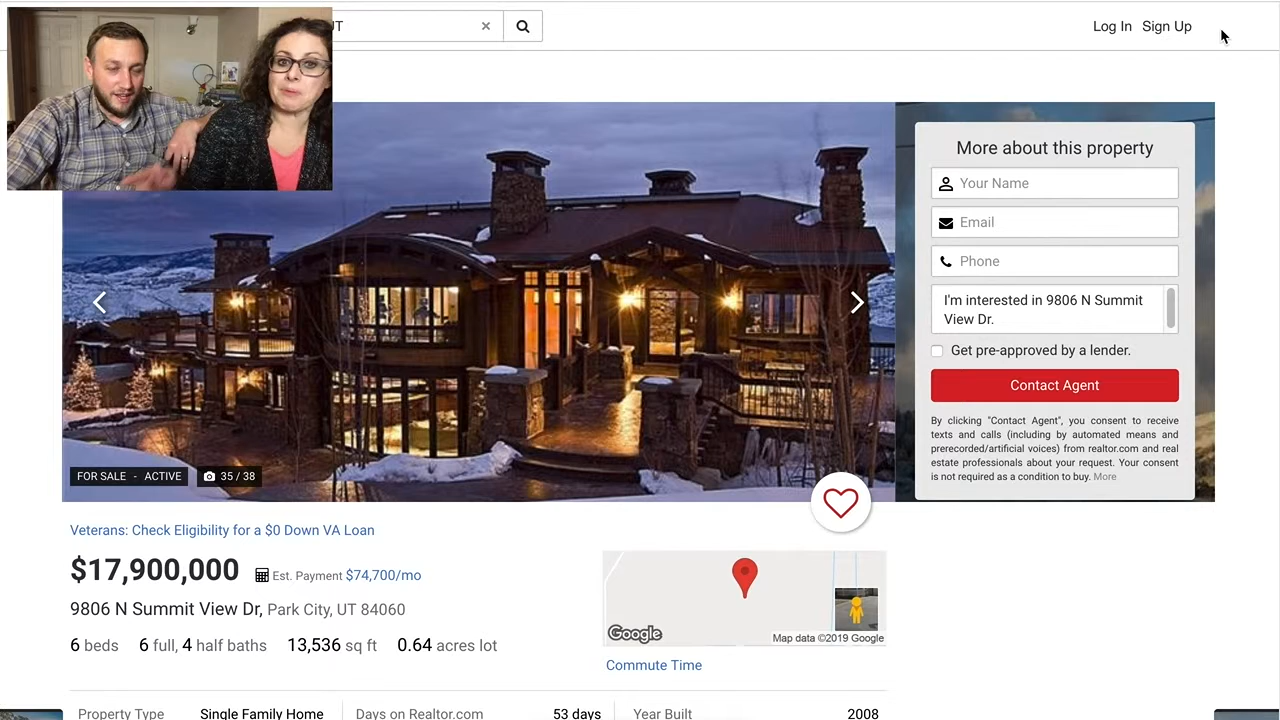 UT
Log In Sign Up
More about this property
Your Name
Email
Phone
I'm interested in 9806 N Summit
View Dr.
Get pre-approved by a lender.
Contact Agent
By clicking "Contact Agent", you consent to receive
texts and calls (including by automated means and
prerecorded/artificial voices) from realtor.com and real
estate professionals about your request. Your consent
is not required as a condition to buy. More
FOR SALE - ACTIVE 35 / 38
Veterans: Check Eligibility for a $0 Down VA Loan
$17,900,000 Est. Payment $74,700/mo
9806 N Summit View Dr, Park City, UT 84060
6 beds 6 full, 4 half baths 13,536 sq ft 0.64 acres lot
Google Map data ©2019 Google
Commute Time
Property Type Single Family Home Days on Realtor.com 53 days Year Built 2008